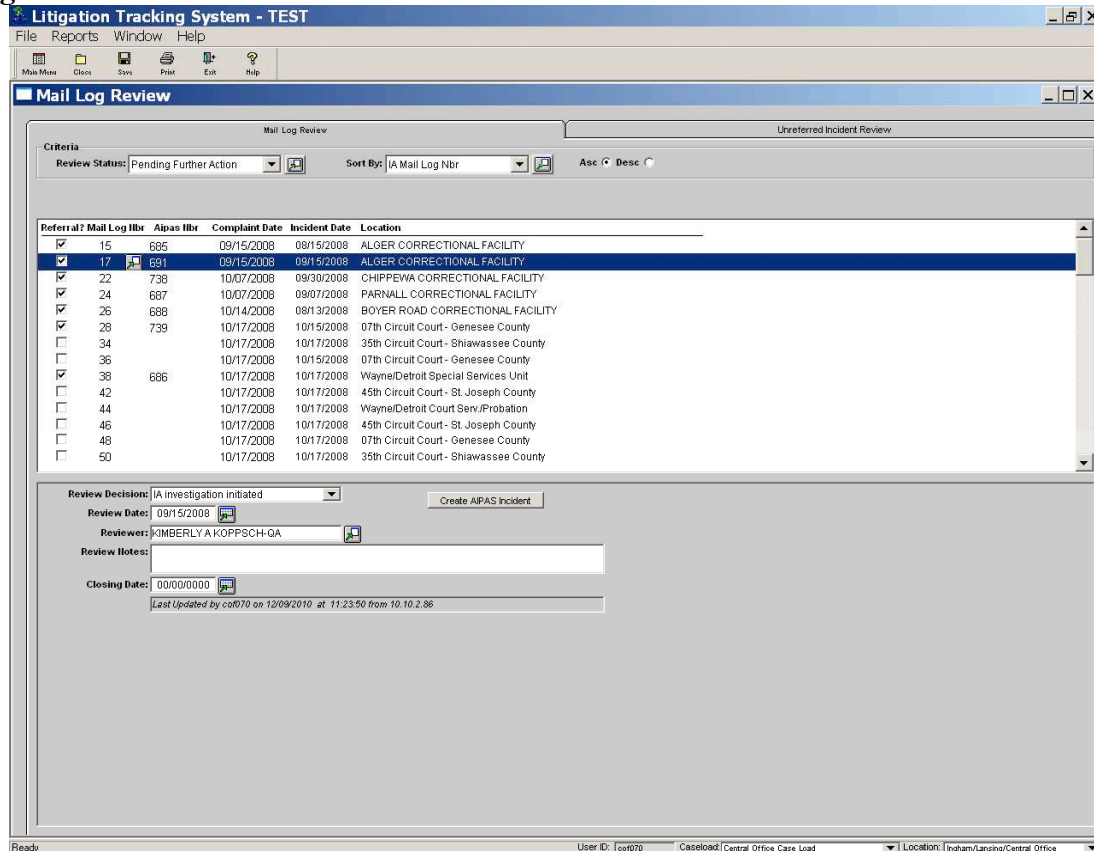 Litigation Tracking System - TEST
File Reports Window Help
Main Menu Close Save Print Exit Help
Mail Log Review
Mail Log Review Unreferred Incident Review
Criteria
Review Status: Pending Further Action Sort By: IA Mail Log Nbr Asc Desc
Referral? Mail Log Nbr Aipas Nbr Complaint Date Incident Date Location
15 685 09/15/2008 08/15/2008 ALGER CORRECTIONAL FACILITY
17 691 09/15/2008 09/15/2008 ALGER CORRECTIONAL FACILITY
22 738 10/07/2008 09/30/2008 CHIPPEWA CORRECTIONAL FACILITY
24 687 10/07/2008 09/07/2008 PARNALL CORRECTIONAL FACILITY
26 688 10/14/2008 08/13/2008 BOYER ROAD CORRECTIONAL FACILITY
28 739 10/17/2008 10/15/2008 07th Circuit Court - Genesee County
34 10/17/2008 10/17/2008 35th Circuit Court - Shiawassee County
36 10/17/2008 10/15/2008 07th Circuit Court - Genesee County
38 686 10/17/2008 10/17/2008 Wayne/Detroit Special Services Unit
42 10/17/2008 10/17/2008 45th Circuit Court - St. Joseph County
44 10/17/2008 10/17/2008 Wayne/Detroit Court Serv./Probation
46 10/17/2008 10/17/2008 45th Circuit Court - St. Joseph County
48 10/17/2008 10/17/2008 07th Circuit Court - Genesee County
50 10/17/2008 10/17/2008 35th Circuit Court - Shiawassee County
Review Decision: IA investigation initiated Create AIPAS Incident
Review Date: 09/15/2008
Reviewer: KIMBERLY A KOPPSCH-QA
Review Notes:
Closing Date: 00/00/0000
Last Updated by cof070 on 12/09/2010 at 11:23:50 from 10.10.2.86
Ready User ID: cof070 Caseload: Central Office Case Load Location: Ingham/Lansing/Central Office